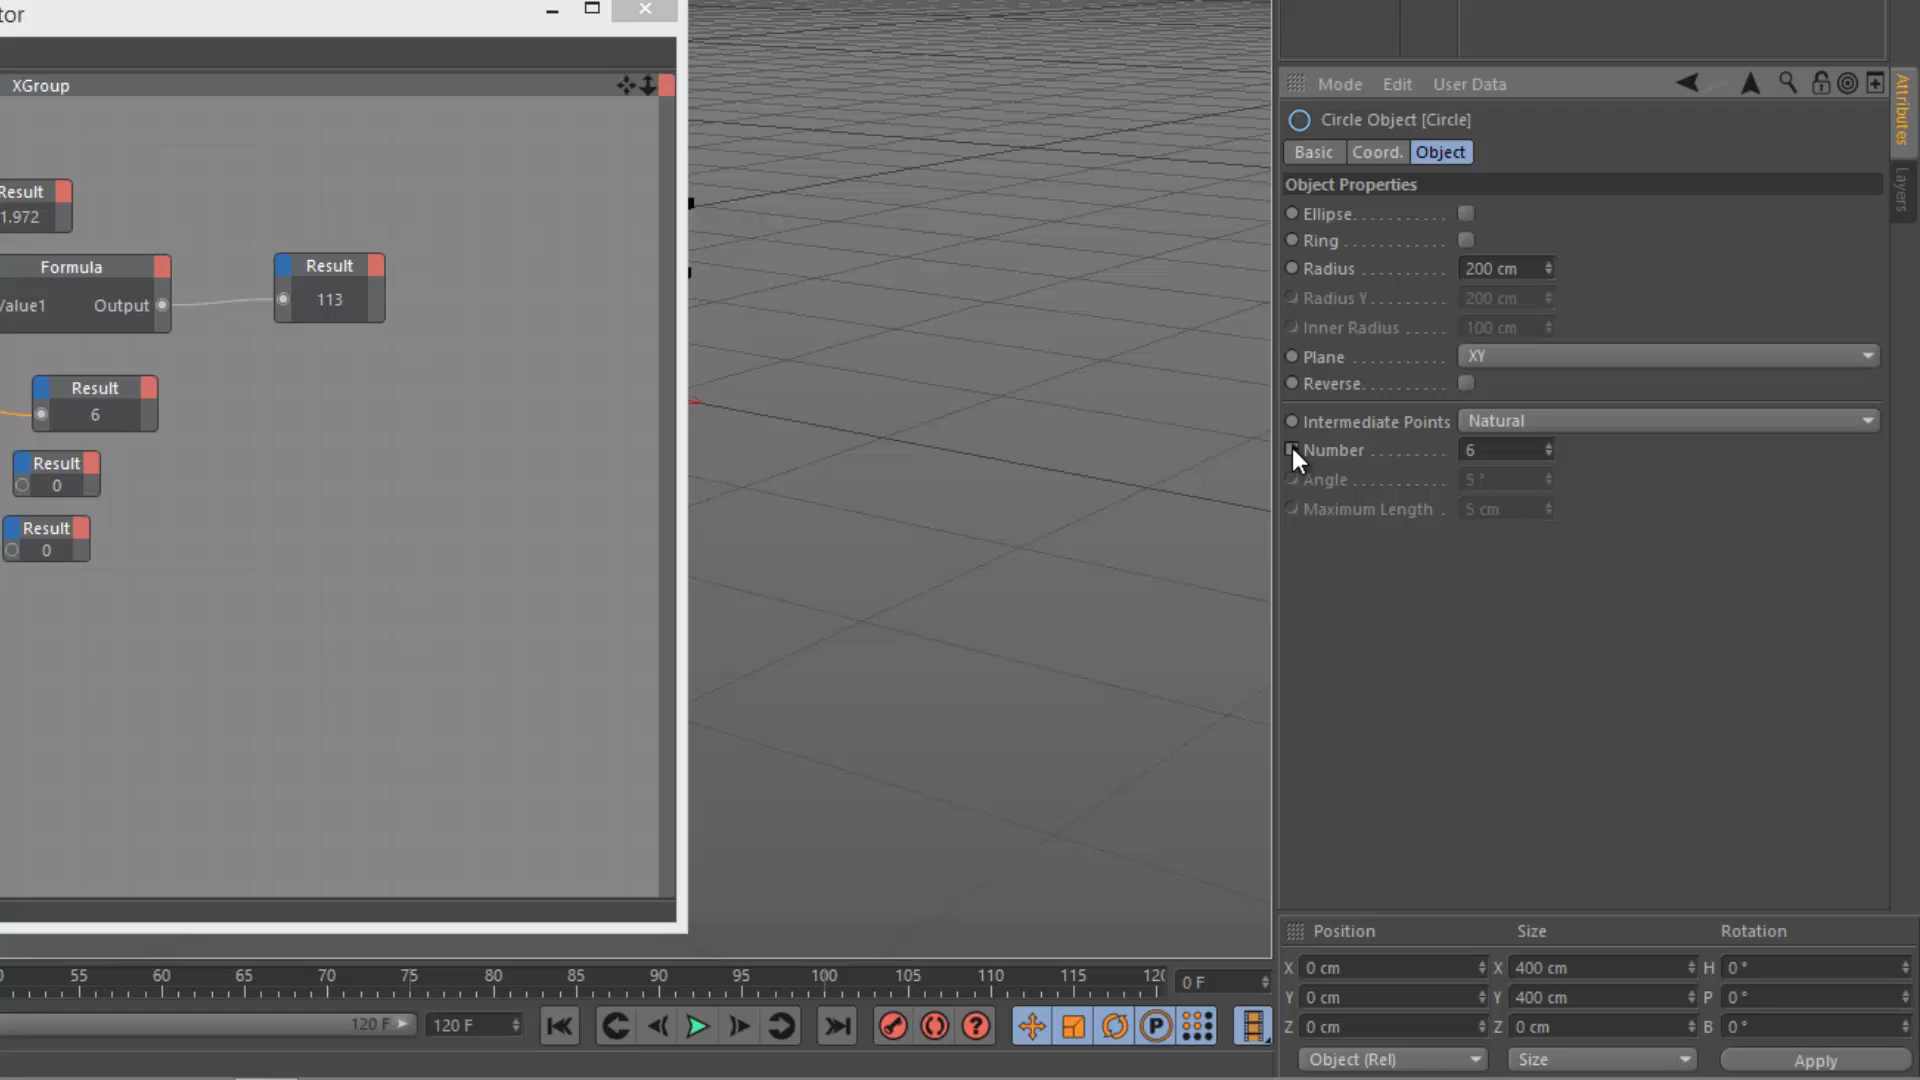 tor
XGroup
Result
1.972
Formula
Value1 Output
Result
113
Result
6
Result
0
Result
0
Mode Edit User Data
Circle Object [Circle]
Basic Coord. Object
Object Properties
Ellipse
Ring
Radius 200 cm
Radius Y 200 cm
Inner Radius 100 cm
Plane XY
Reverse
Intermediate Points Natural
Number 6
Angle 5 °
Maximum Length 5 cm
Attributes
Layers
55 60 65 70 75 80 85 90 95 100 105 110 115 120 0 F
120 F 120 F
P
Position Size Rotation
X 0 cm X 400 cm H 0 °
Y 0 cm Y 400 cm P 0 °
Z 0 cm Z 0 cm B 0 °
Object (Rel) Size Apply